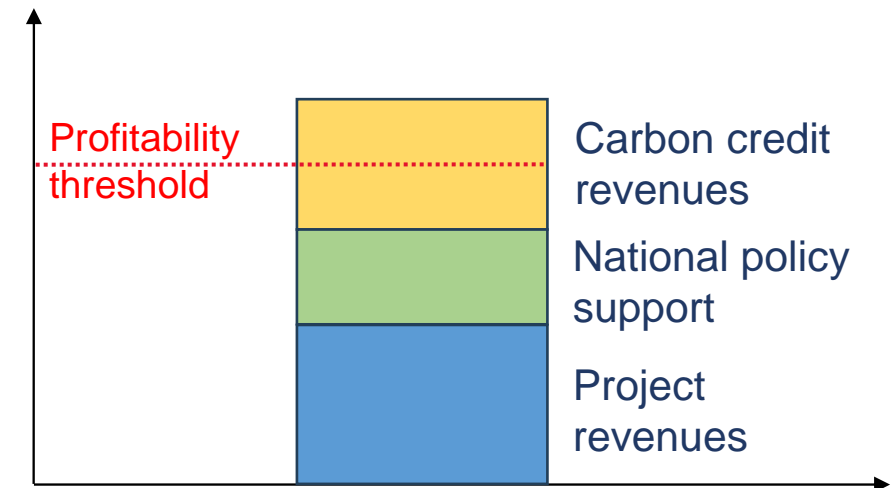 Profitability
threshold
Carbon credit
revenues
National policy
support
Project
revenues